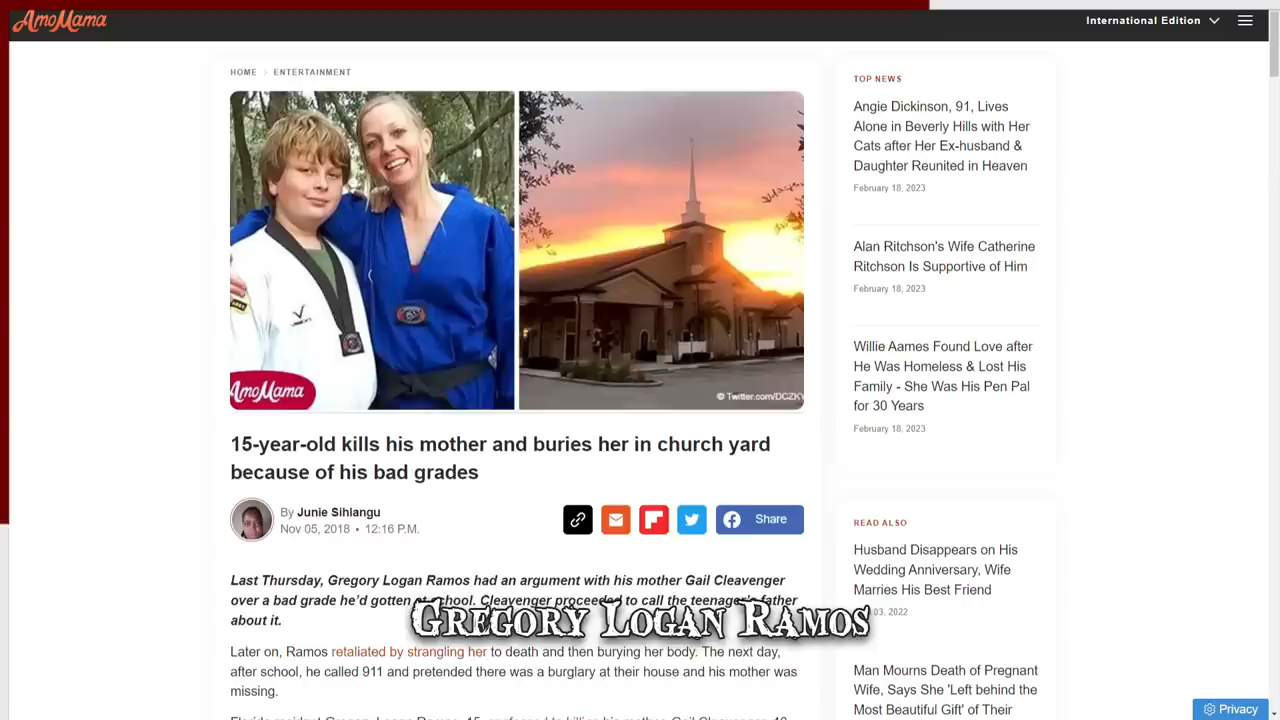 AmoMama
International Edition
HOME > ENTERTAINMENT
AmoMama
© Twitter.com/DCZKY
15-year-old kills his mother and buries her in church yard
because of his bad grades
By Junie Sihlangu
Nov 05, 2018 • 12:16 P.M.
Share
Last Thursday, Gregory Logan Ramos had an argument with his mother Gail Cleavenger
over a bad grade he'd gotten at school. Cleavenger proceeded to call the teenager's father
about it.
Gregory Logan Ramos
Later on, Ramos retaliated by strangling her to death and then burying her body. The next day,
after school, he called 911 and pretended there was a burglary at their house and his mother was
missing.
TOP NEWS
Angie Dickinson, 91, Lives
Alone in Beverly Hills with Her
Cats after Her Ex-husband &
Daughter Reunited in Heaven
February 18, 2023
Alan Ritchson's Wife Catherine
Ritchson Is Supportive of Him
February 18, 2023
Willie Aames Found Love after
He Was Homeless & Lost His
Family - She Was His Pen Pal
for 30 Years
February 18, 2023
READ ALSO
Husband Disappears on His
Wedding Anniversary, Wife
Marries His Best Friend
03, 2022
Man Mourns Death of Pregnant
Wife, Says She 'Left behind the
Most Beautiful Gift' of Their
Privacy